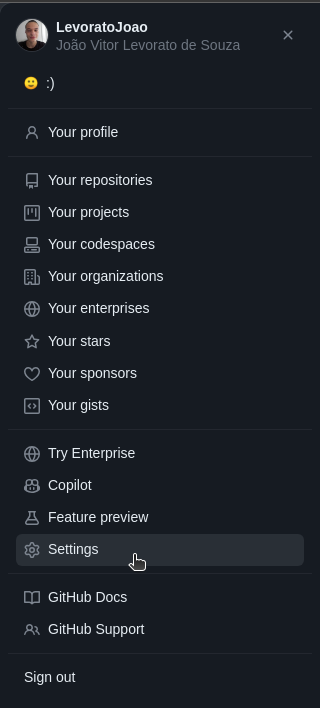 LevoratoJoao
João Vitor Levorato de Souza
:)
Your profile
Your repositories
Your projects
Your codespaces
Your organizations
Your enterprises
Your stars
Your sponsors
Your gists
Try Enterprise
Copilot
Feature preview
Settings
GitHub Docs
GitHub Support
Sign out